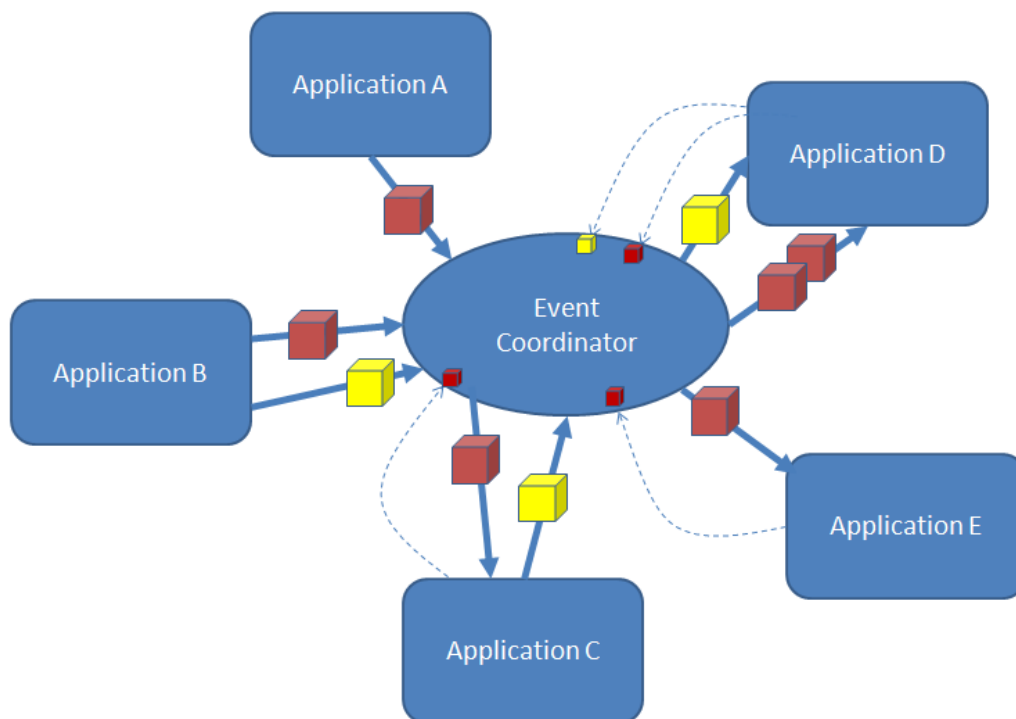 Application A
Application D
Event
Coordinator
Application B
Application E
Application C